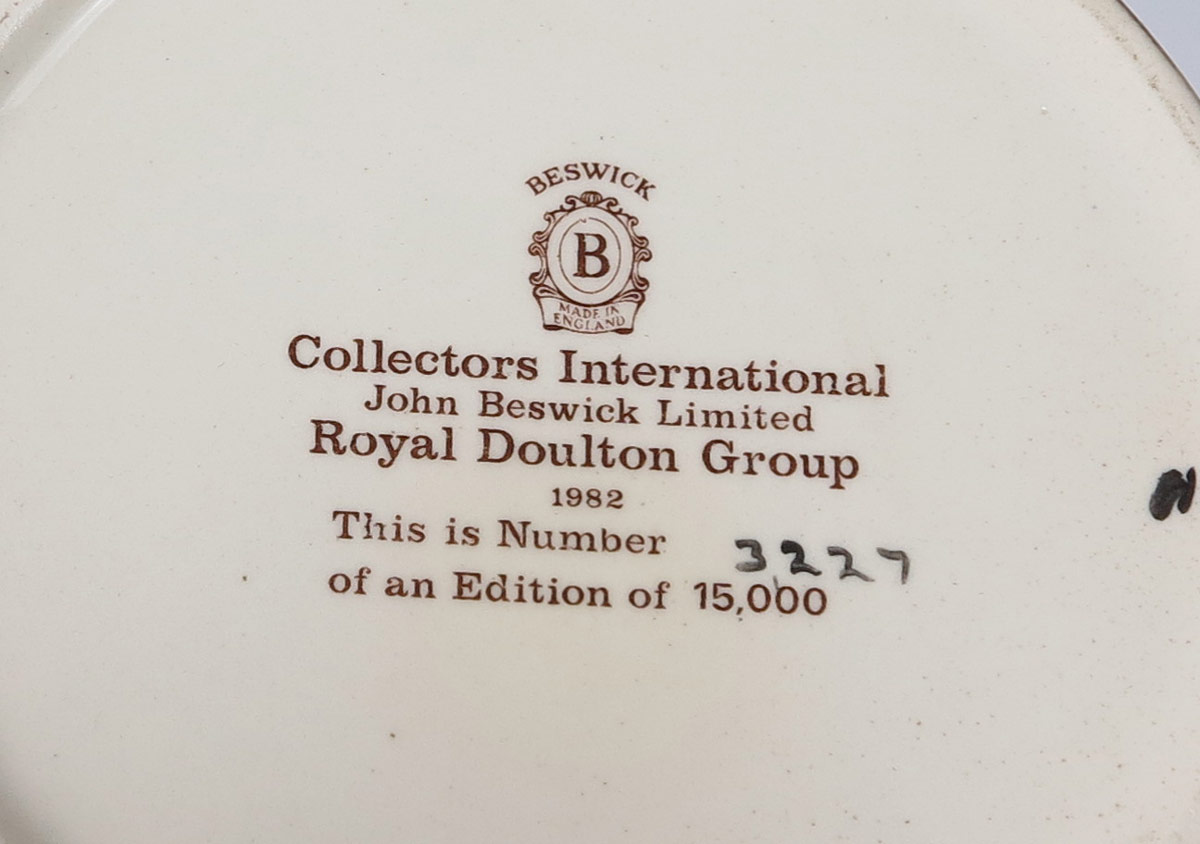 BESWICK
B
MADE IN
ENGLAND
Collectors International
John Beswick Limited
Royal Doulton Group
1982
This is Number 3227
of an Edition of 15,000